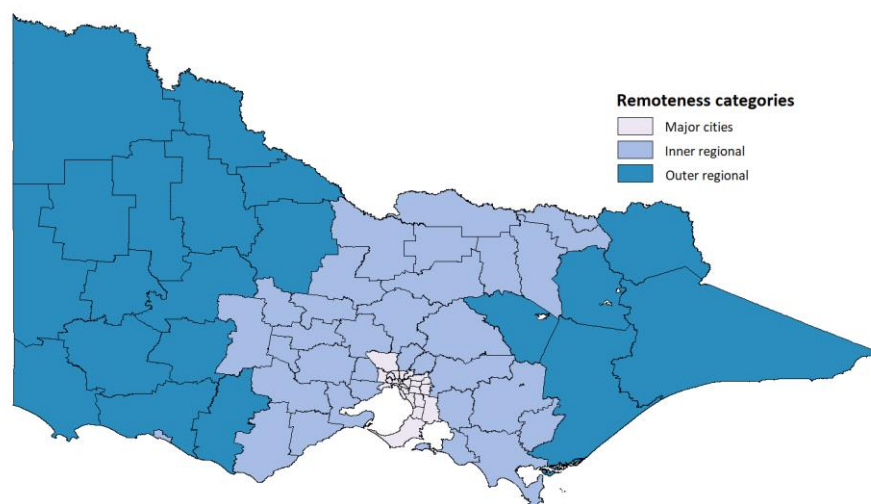 Remoteness categories
Major cities
Inner regional
Outer regional